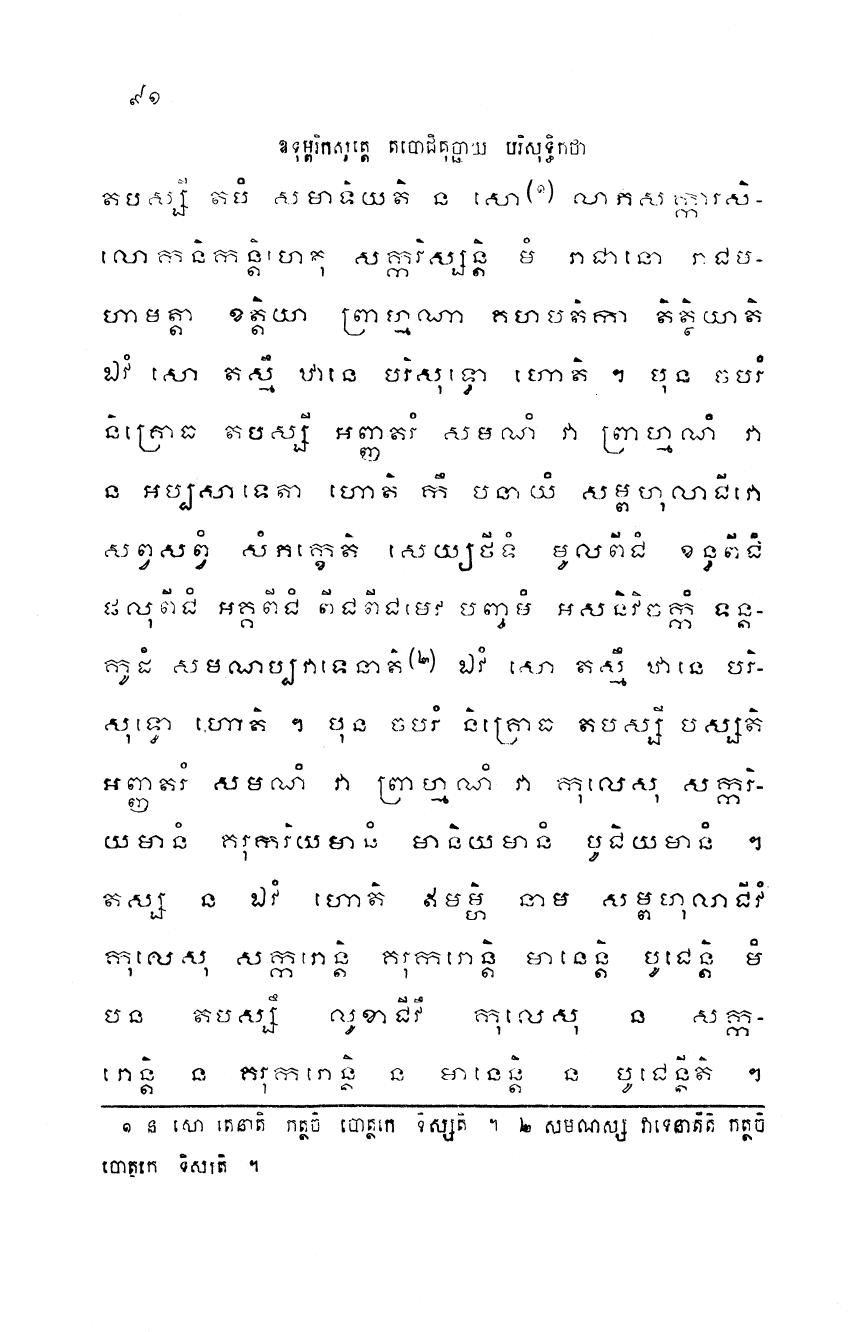 ៩១
ឧទុម្ពរិកសុត្តេ តបោជិគុច្ឆាយ បរិសុទ្ធិកថា
តបស្សី តបំ សមាទិយតិ ន សោ(១) លាភសក្ការសិ-
លោកនិកន្តិហេតុ សក្ករិស្សន្តិ មំ រាជានោ រាជម-
ហាមត្តា ខត្តិយា ព្រាហ្មណា គហបតិកា តិត្ថិយាតិ
ឯវំ សោ តស្មឹ ឋានេ បរិសុទ្ធោ ហោតិ ។ បុន ចបរំ
និគ្រោធ តបស្សី អញ្ញតរំ សមណំ វា ព្រាហ្មណំ វា
ន អប្បសាទេតា ហោតិ កឹ បនាយំ សម្ពហុលាជីវោ
សព្វសព្វំ សំភក្ខេតិ សេយ្យថីទំ មូលពីជំ ខន្ធពីជំ
ផលុពីជំ អគ្គពីជំ ពីជពីជមេវ បញ្ចមំ អសនិវិចក្កំ ទន្ត-
កូដំ សមណប្បវាទេនាតិ(២) ឯវំ សោ តស្មឹ ឋានេ បរិ-
សុទ្ធោ ហោតិ ។ បុន ចបរំ និគ្រោធ តបស្សី បស្សតិ
អញ្ញតរំ សមណំ វា ព្រាហ្មណំ វា កុលេសុ សក្ករិ-
យមានំ គរុករិយមានំ មានិយមានំ បូជិយមានំ ។
តស្ស ន ឯវំ ហោតិ ឥមម្ហិ នាម សម្ពហុលាជីវំ
កុលេសុ សក្ករោន្តិ គរុករោន្តិ មានេន្តិ បូជេន្តិ មំ
បន តបស្សឹ លូខាជីវឹ កុលេសុ ន សក្ក-
រោន្តិ ន គរុករោន្តិ ន មានេន្តិ ន បូជេន្តីតិ ។
១ ន សោ តេនាតិ កត្ថចិ បោត្ថកេ ទិស្សតិ ។ ២ សមណស្ស វាទេនាតីតិ កត្ថចិ
បោត្ថកេ ទិស្សតិ ។